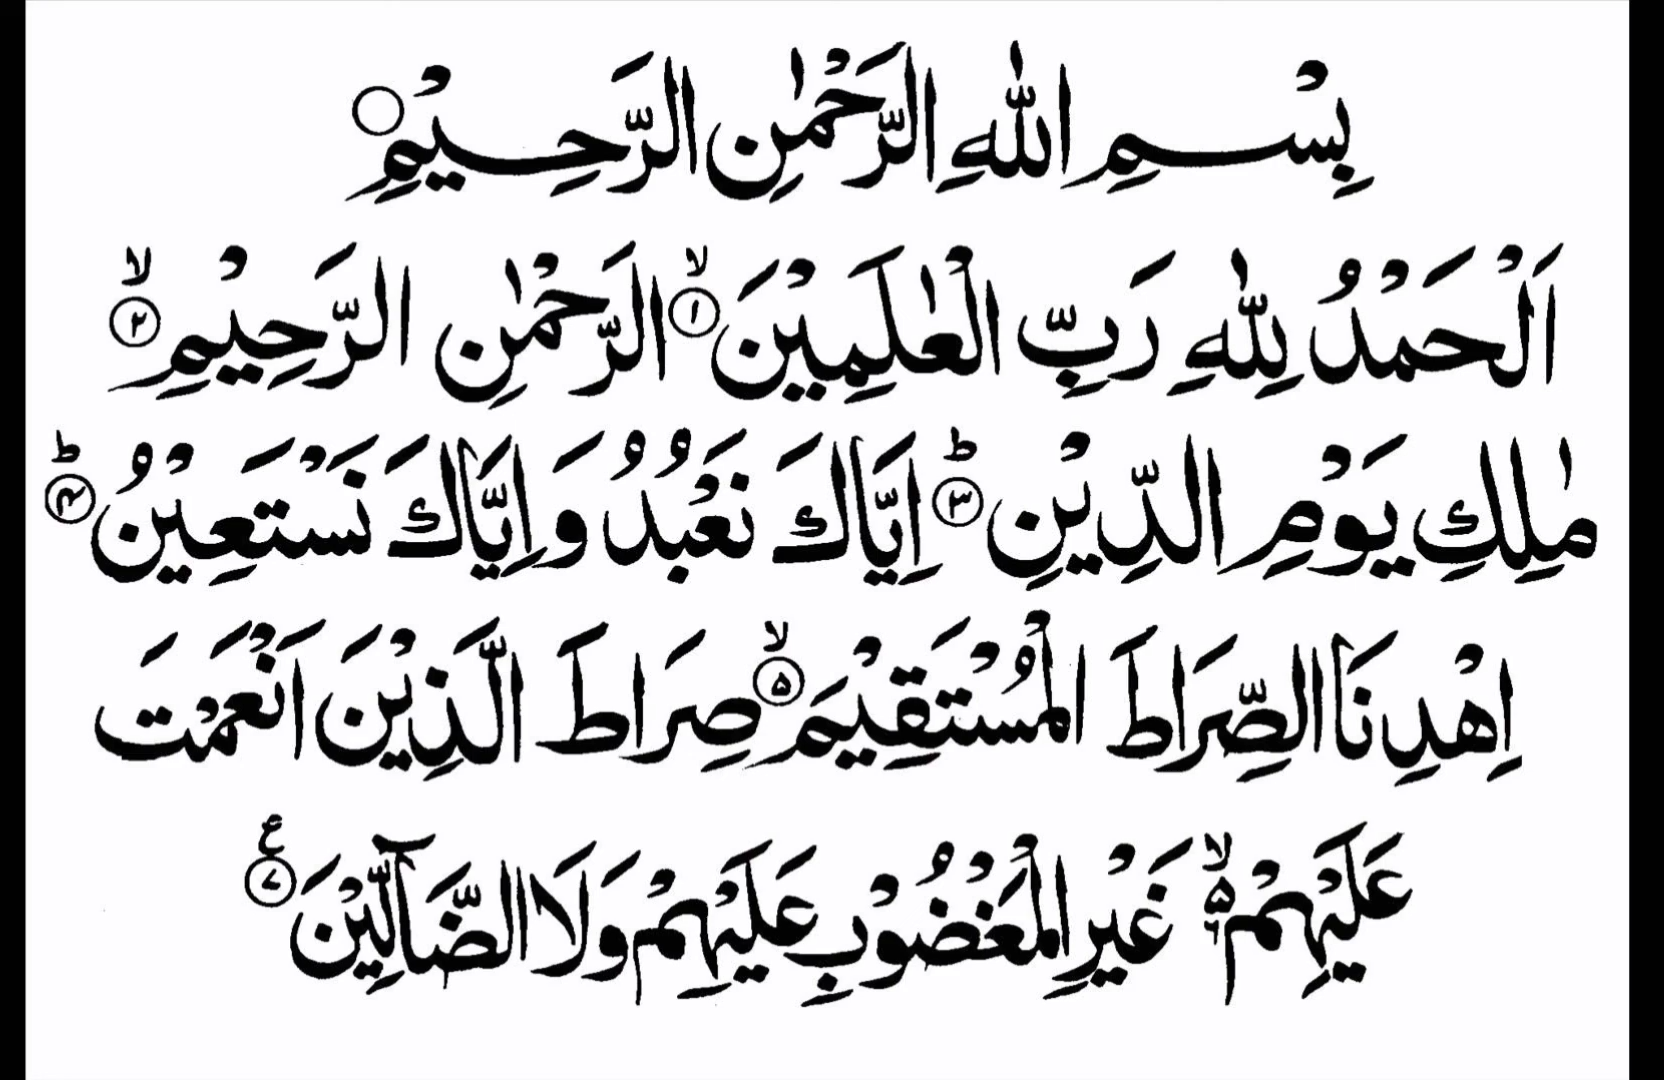 بِسْمِ اللّٰهِ الرَّحْمٰنِ الرَّحِيْمِ ○
اَلْحَمْدُ لِلّٰهِ رَبِّ الْعٰلَمِيْنَ ۙ﴿۱﴾ الرَّحْمٰنِ الرَّحِيْمِ ۙ﴿۲﴾
مٰلِكِ يَوْمِ الدِّيْنِ ؕ﴿۳﴾ اِيَّاكَ نَعْبُدُ وَاِيَّاكَ نَسْتَعِيْنُ ؕ﴿۴﴾
اِهْدِنَا الصِّرَاطَ الْمُسْتَقِيْمَ ۙ﴿۵﴾ صِرَاطَ الَّذِيْنَ اَنْعَمْتَ
عَلَيْهِمْ ۙ۵ ۶ غَيْرِ الْمَغْضُوْبِ عَلَيْهِمْ وَلَا الضَّآلِّيْنَ ﴿۷﴾ ع